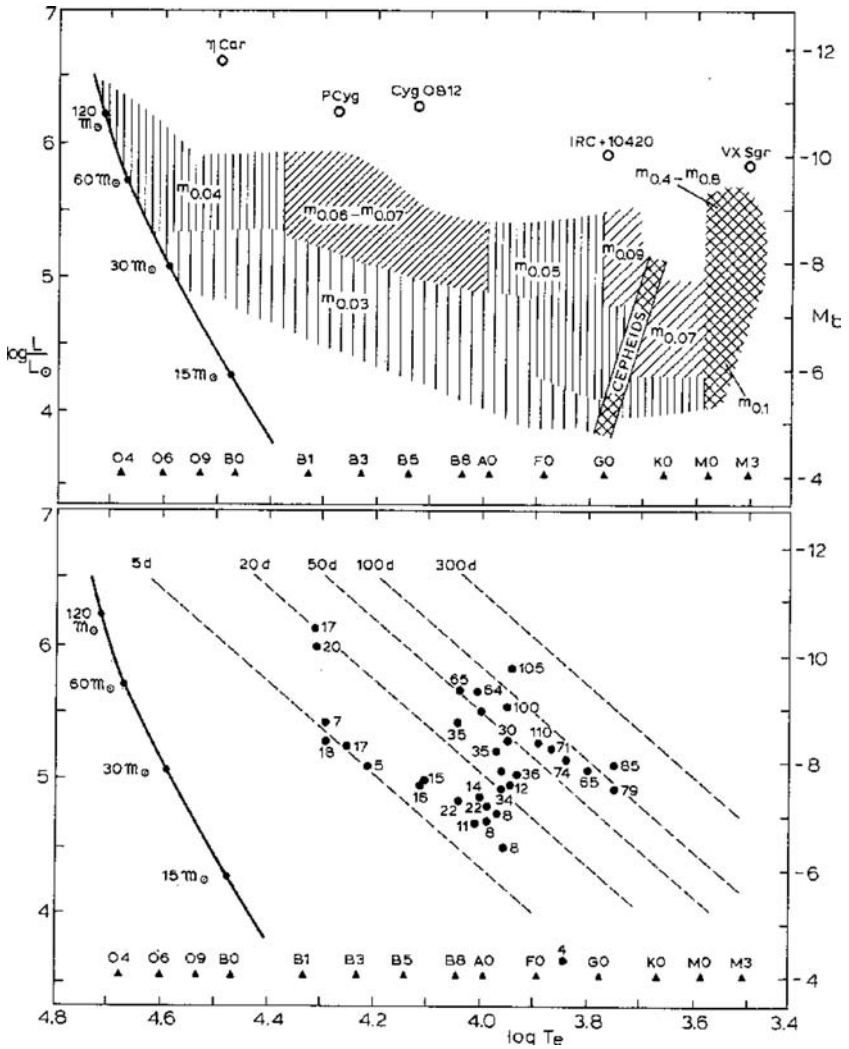 7
η Car
P Cyg
Cyg OB12
IRC+10420
VX Sgr
-12
120
𝔐⊙
6
m0.04
m0.06-m0.07
m0.4-m0.8
-10
60𝔐⊙
m0.09
m0.05
5
30𝔐⊙
m0.03
-8
CEPHEIDS
m0.07
log L/L⊙
Mb
15𝔐⊙
-6
m0.1
4
O4 O6 O9 B0 B1 B3 B5 B8 A0 F0 G0 K0 M0 M3
-4
7
5d 20d 50d 100d 300d
-12
120
𝔐⊙
17
6
20
105
-10
60𝔐⊙
65 64
100
7
35
30 110
18 17
35
71
-8
30𝔐⊙
5
74
85
5
15
36
65
79
16
14
12
22
34
22
8
11
8
8
-6
15𝔐⊙
4
4
O4 O6 O9 B0 B1 B3 B5 B8 A0 F0 G0 K0 M0 M3
-4
4.8 4.6 4.4 4.2 4.0 3.8 3.6 3.4
log Te